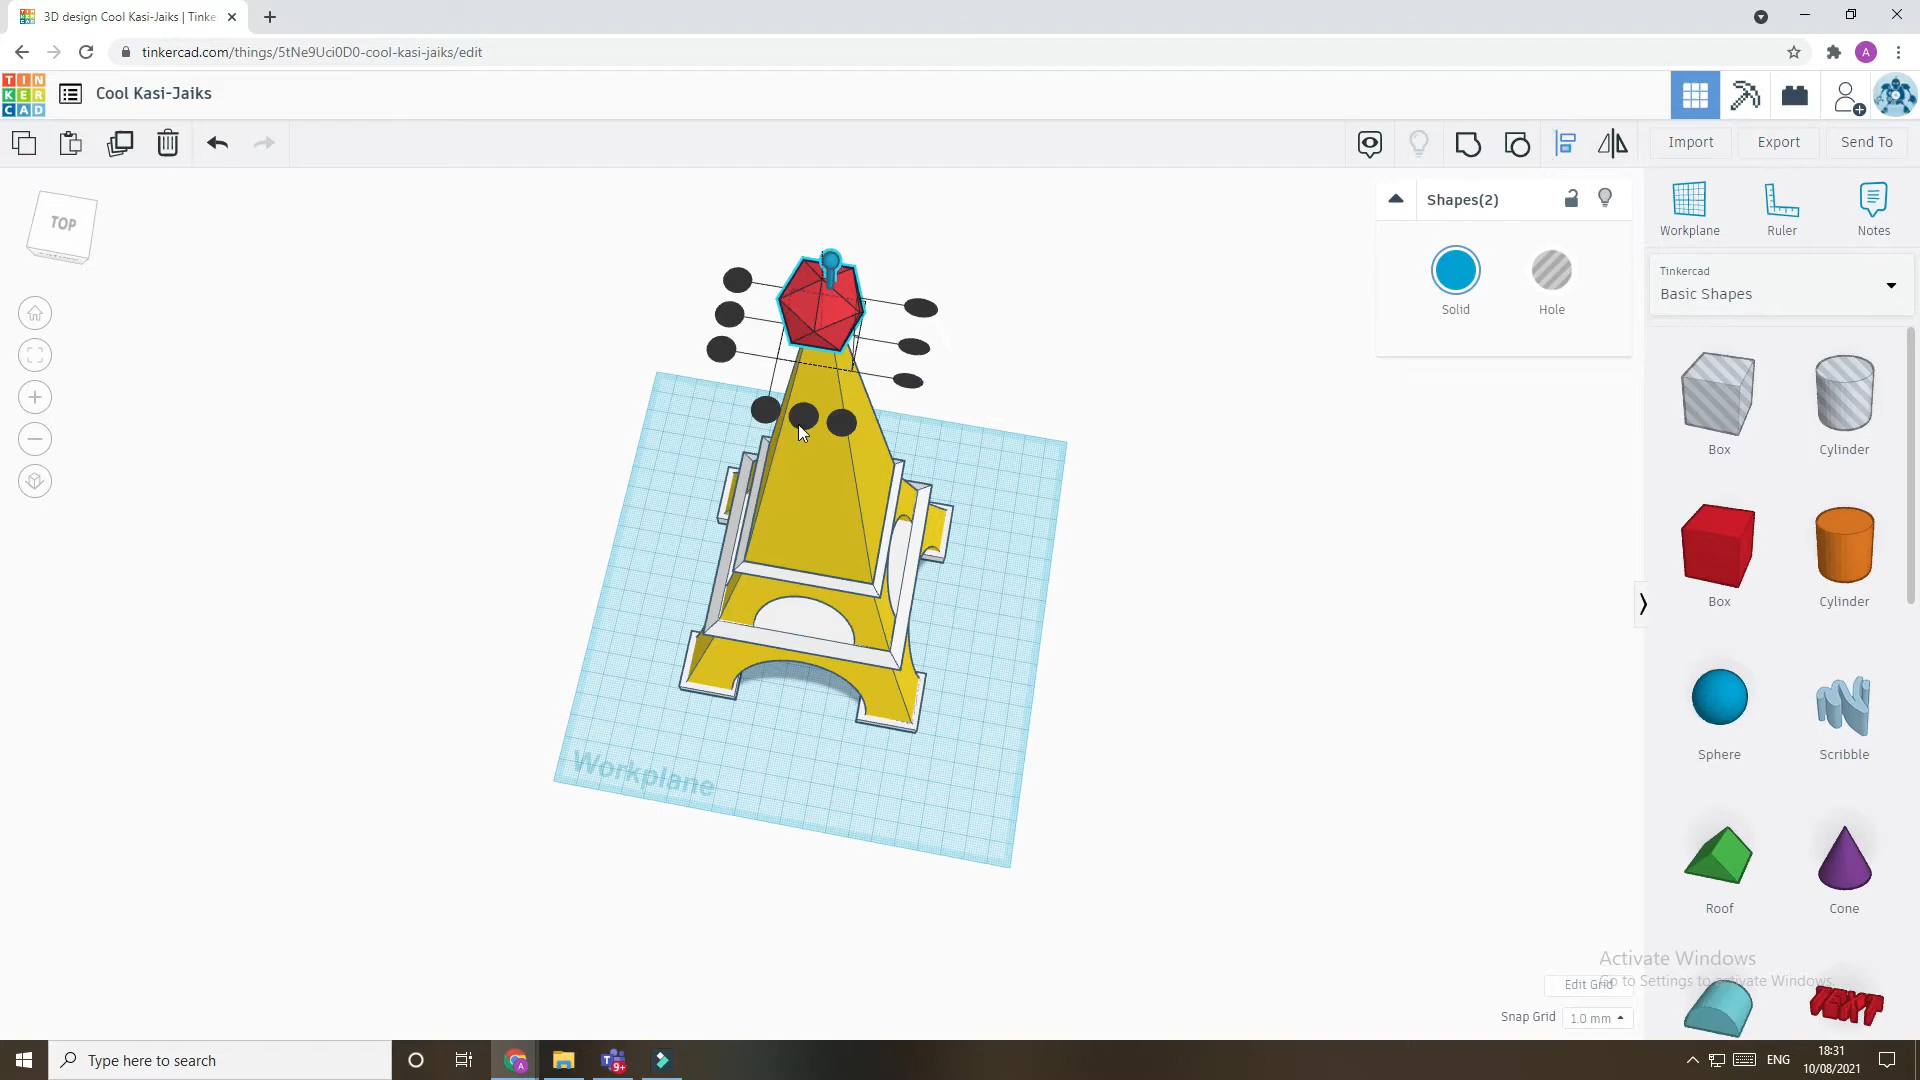 3D design Cool Kasi-Jaiks | Tinke
tinkercad.com/things/5tNe9Uci0D0-cool-kasi-jaiks/edit
A
TIN
KER
CAD
Cool Kasi-Jaiks
Import
Export
Send To
TOP
Shapes(2)
Solid
Hole
Workplane
Ruler
Notes
Tinkercad
Basic Shapes
Box
Cylinder
Box
Cylinder
Sphere
Scribble
Roof
Cone
TEXT
Workplane
Activate Windows
Go to Settings to activate Windows.
Edit Grid
Snap Grid
1.0 mm
Type here to search
A
T
9+
ENG
18:31
10/08/2021